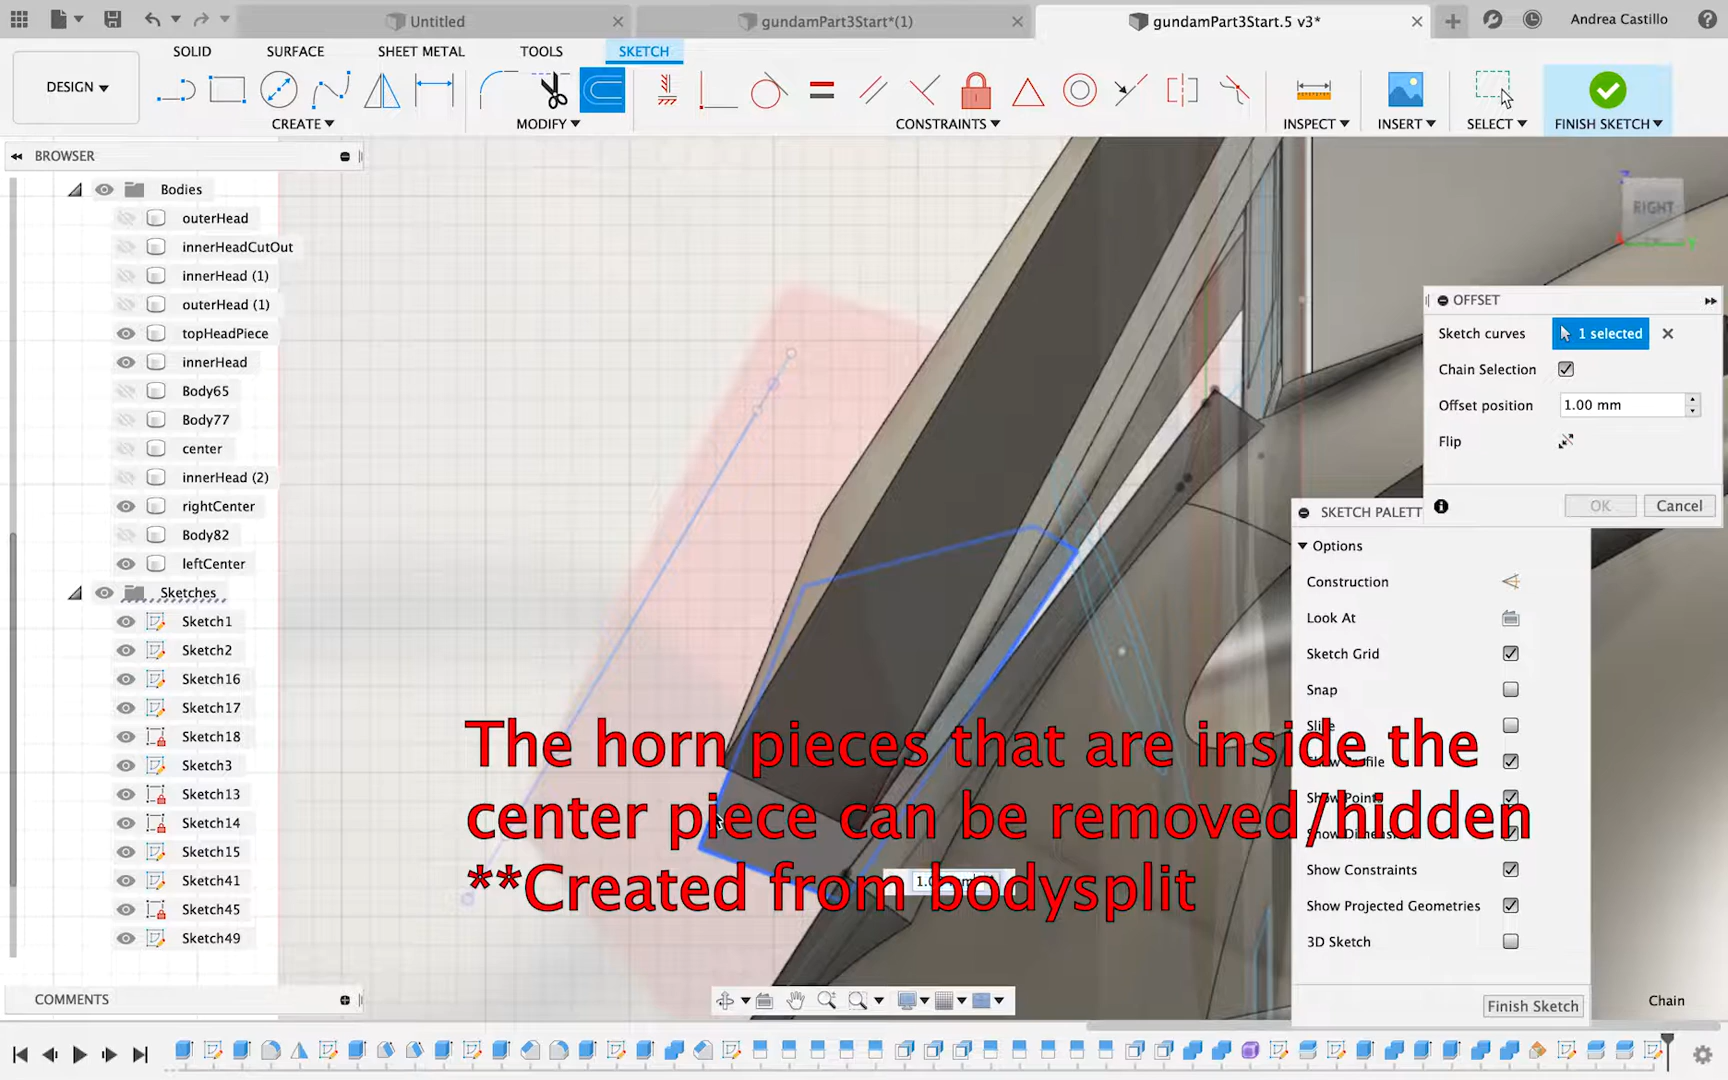 Untitled
gundamPart3Start*(1)
gundamPart3Start.5 v3*
Andrea Castillo
SOLID
SURFACE
SHEET METAL
TOOLS
SKETCH
DESIGN
CREATE
MODIFY
CONSTRAINTS
INSPECT
INSERT
SELECT
FINISH SKETCH
BROWSER
Bodies
outerHead
innerHeadCutOut
innerHead (1)
outerHead (1)
topHeadPiece
innerHead
Body65
Body77
center
innerHead (2)
rightCenter
Body82
leftCenter
Sketches
Sketch1
Sketch2
Sketch16
Sketch17
Sketch18
Sketch3
Sketch13
Sketch14
Sketch15
Sketch41
Sketch45
Sketch49
COMMENTS
RIGHT
OFFSET
Sketch curves
1 selected
Chain Selection
Offset position
1.00 mm
Flip
OK
Cancel
SKETCH PALETT
Options
Construction
Look At
Sketch Grid
Snap
Show Constraints
Show Projected Geometries
3D Sketch
Finish Sketch
Chain
The horn pieces that are inside the
center piece can be removed/hidden
**Created from bodysplit